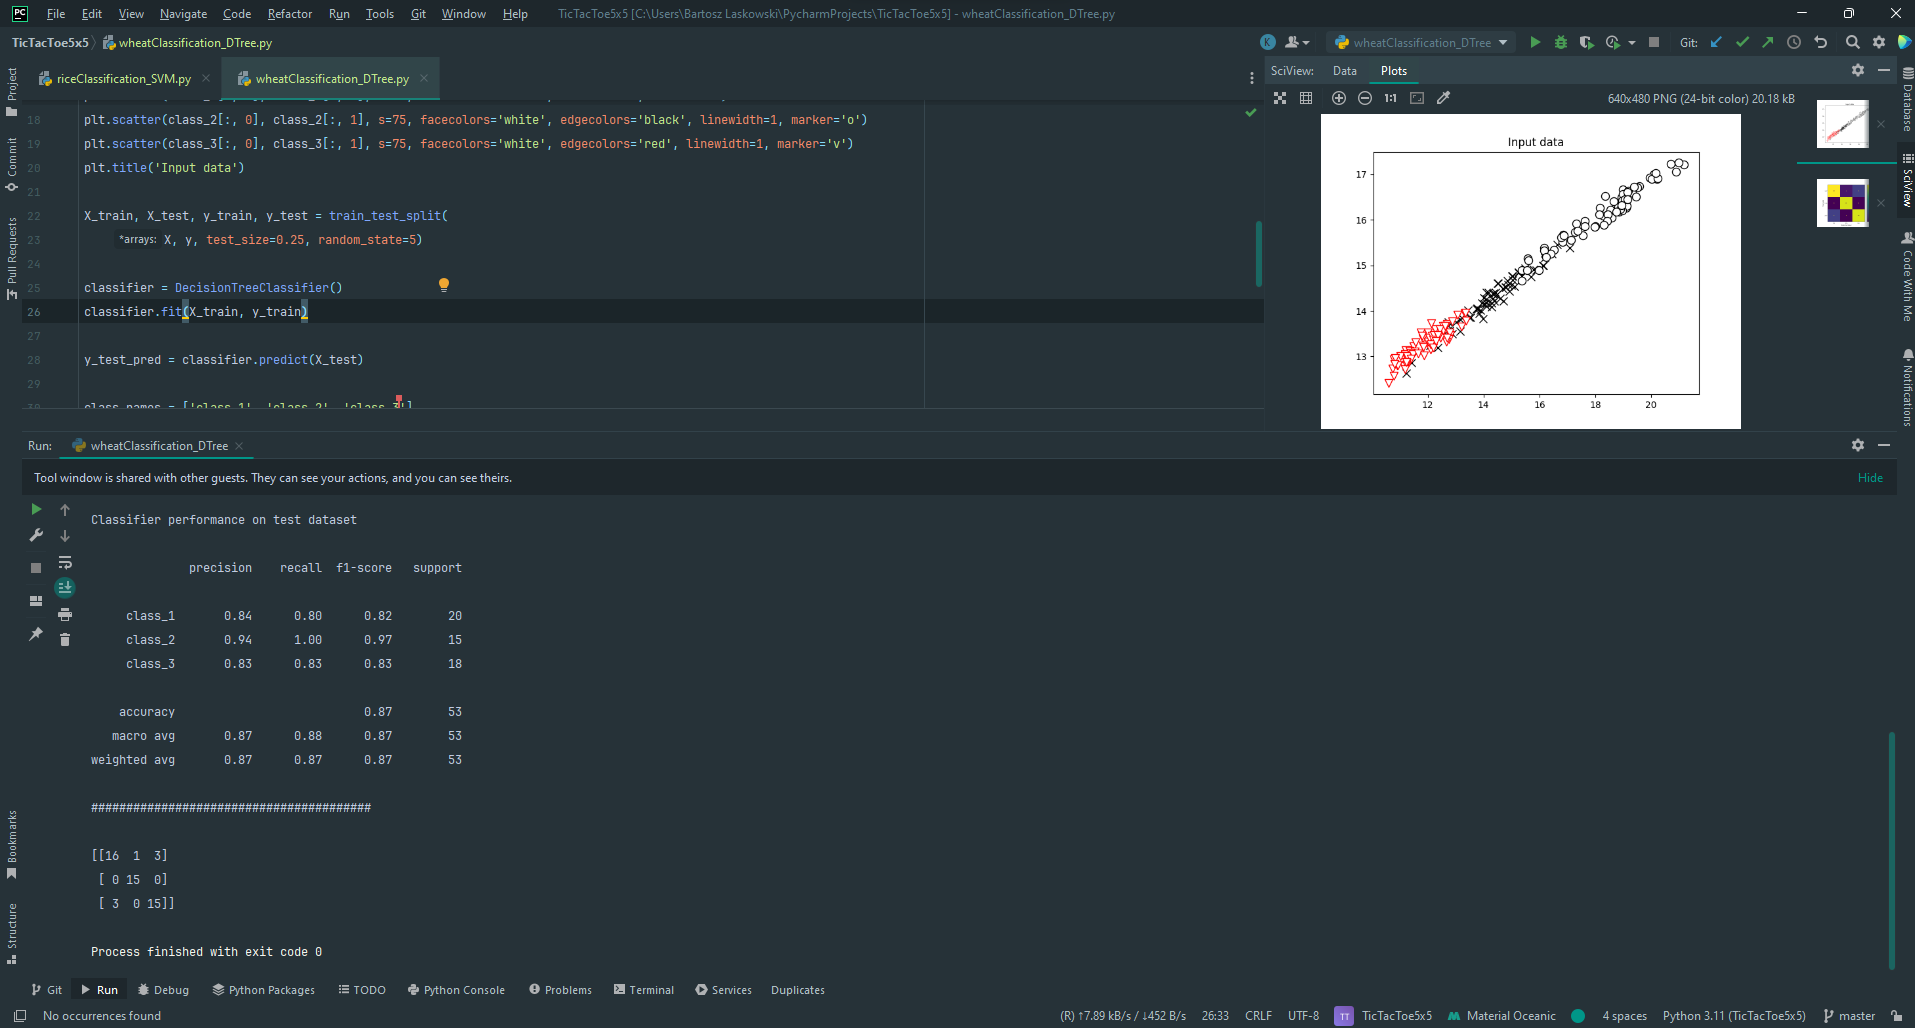 PC File Edit View Navigate Code Refactor Run Tools Git Window Help TicTacToe5x5 [C:\Users\Bartosz Laskowski\PycharmProjects\TicTacToe5x5] - wheatClassification_DTree.py
TicTacToe5x5 wheatClassification_DTree.py
K wheatClassification_DTree Git:
Project
Commit
Pull Requests
riceClassification_SVM.py wheatClassification_DTree.py
18 plt.scatter(class_2[:, 0], class_2[:, 1], s=75, facecolors='white', edgecolors='black', linewidth=1, marker='o')
19 plt.scatter(class_3[:, 0], class_3[:, 1], s=75, facecolors='white', edgecolors='red', linewidth=1, marker='v')
20 plt.title('Input data')
21
22 X_train, X_test, y_train, y_test = train_test_split(
23 *arrays: X, y, test_size=0.25, random_state=5)
24
25 classifier = DecisionTreeClassifier()
26 classifier.fit(X_train, y_train)
27
28 y_test_pred = classifier.predict(X_test)
29
30 class_names = ['class_1', 'class_2', 'class_3']
SciView: Data Plots
1:1 640x480 PNG (24-bit color) 20.18 kB
Input data
17
16
15
14
13
12 14 16 18 20
Database
SciView
Code With Me
Notifications
Run: wheatClassification_DTree
Tool window is shared with other guests. They can see your actions, and you can see theirs. Hide
Classifier performance on test dataset
precision recall f1-score support
class_1 0.84 0.80 0.82 20
class_2 0.94 1.00 0.97 15
class_3 0.83 0.83 0.83 18
accuracy 0.87 53
macro avg 0.87 0.88 0.87 53
weighted avg 0.87 0.87 0.87 53
########################################
[[16 1 3]
[ 0 15 0]
[ 3 0 15]]
Process finished with exit code 0
Bookmarks
Structure
Git Run Debug Python Packages TODO Python Console Problems Terminal Services Duplicates
No occurrences found (R) ↑7.89 kB/s / ↓452 B/s 26:33 CRLF UTF-8 TT TicTacToe5x5 Material Oceanic 4 spaces Python 3.11 (TicTacToe5x5) master